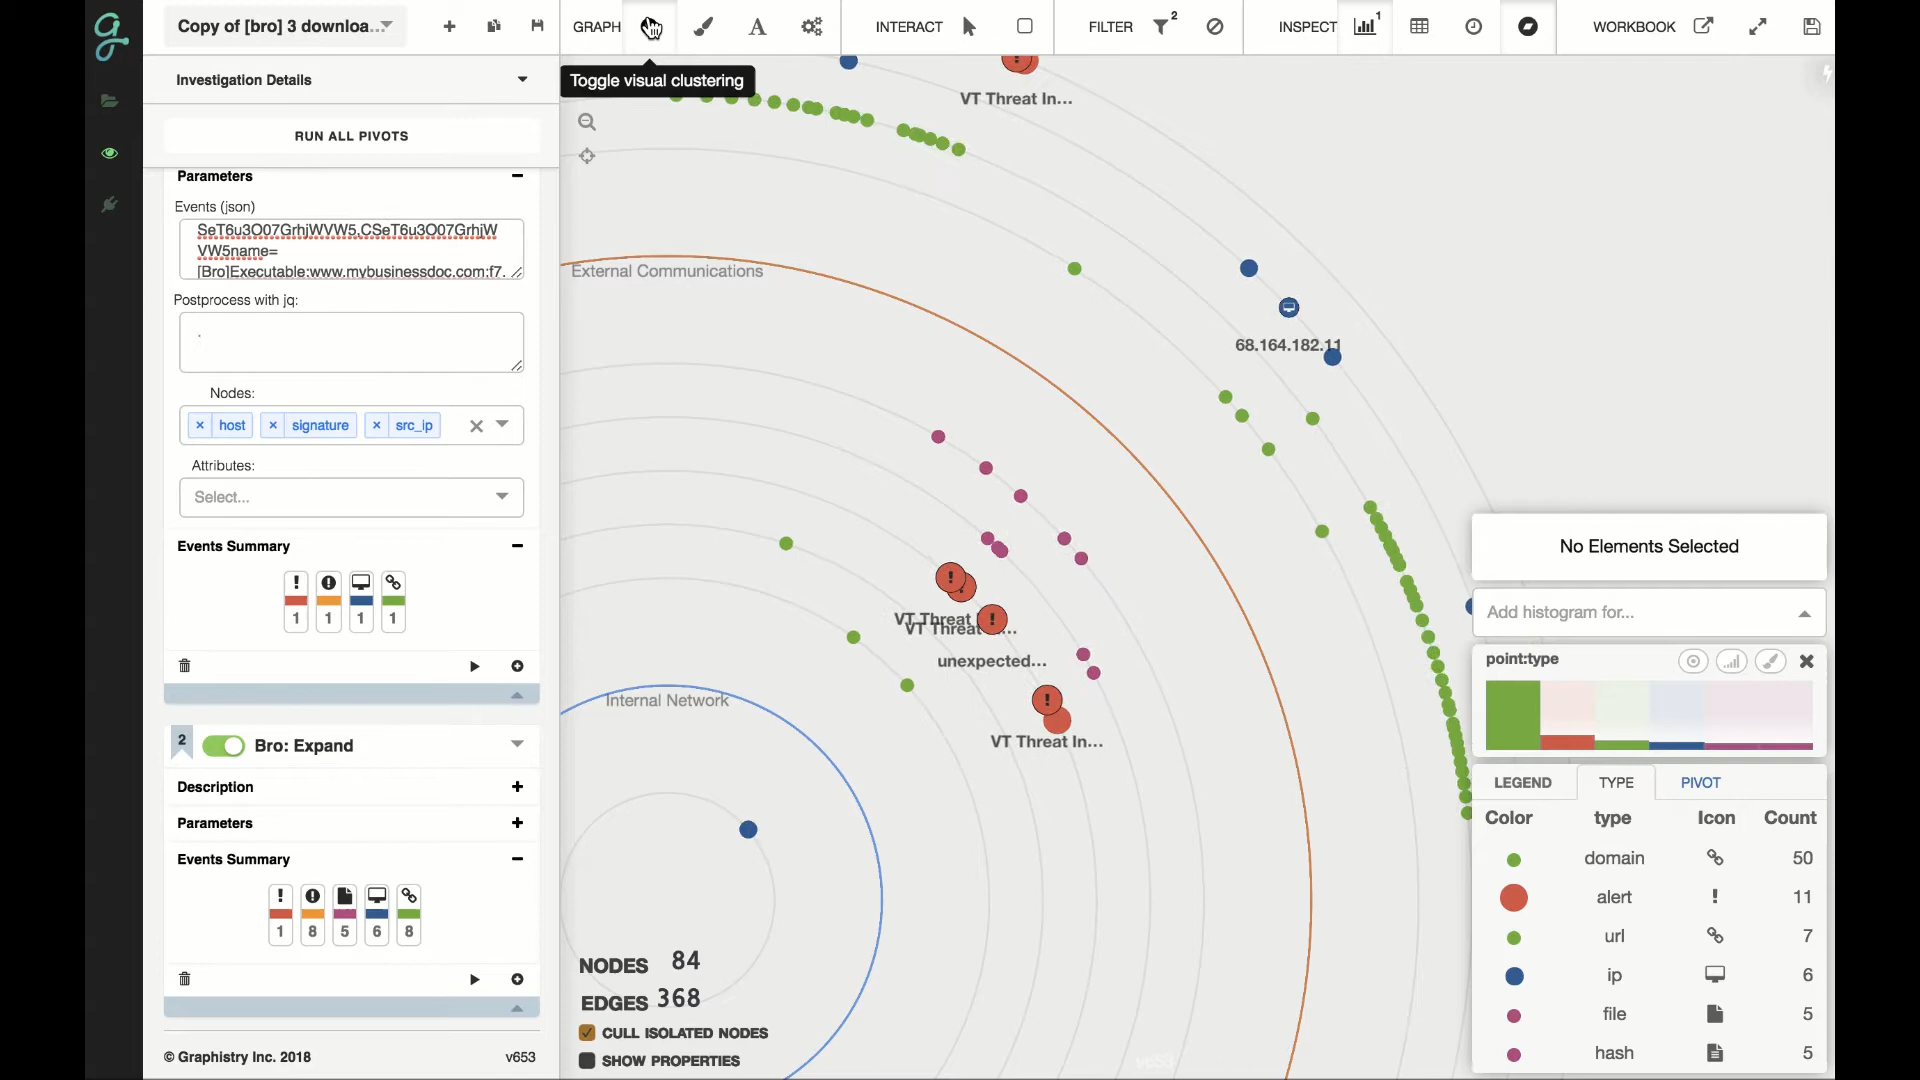 Copy of [bro] 3 downloa...
GRAPH
INTERACT
FILTER
2
INSPECT
1
WORKBOOK
Investigation Details
Toggle visual clustering
RUN ALL PIVOTS
Parameters
Events (json)
SeT6u3O07GrhjWVW5,CSeT6u3O07GrhjW
VW5name=
[Bro]Executable:www.mybusinessdoc.com:f7.
Postprocess with jq:
.
Nodes:
× host × signature × src_ip
Attributes:
Select...
Events Summary
1 1 1 1
2 Bro: Expand
Description
Parameters
Events Summary
1 8 5 6 8
© Graphistry Inc. 2018 v653
VT Threat In...
External Communications
68.164.182.11
VT Threat
VT Threat ...
unexpected...
VT Threat In...
Internal Network
NODES 84
EDGES 368
CULL ISOLATED NODES
SHOW PROPERTIES
v653
No Elements Selected
Add histogram for...
point:type
LEGEND TYPE PIVOT
Color type Icon Count
domain 50
alert 11
url 7
ip 6
file 5
hash 5